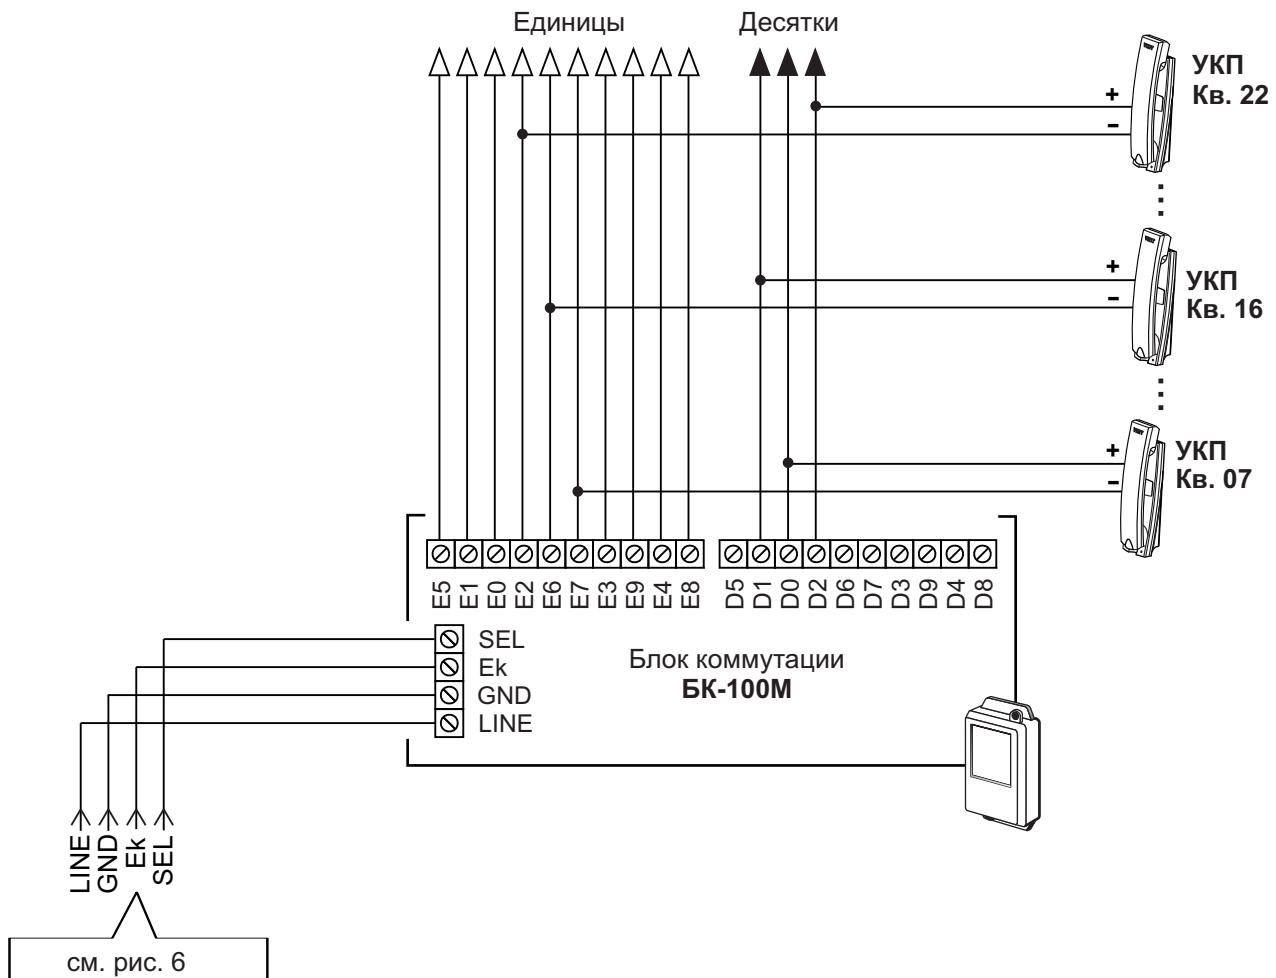 Единицы
Десятки
УКП
Кв. 22
+
-
УКП
Кв. 16
+
-
УКП
Кв. 07
+
-
E5 E1 E0 E2 E6 E7 E3 E9 E4 E8
D5 D1 D0 D2 D6 D7 D3 D9 D4 D8
SEL
Ek
GND
LINE
Блок коммутации
БК-100М
LINE
GND
Ek
SEL
см. рис. 6